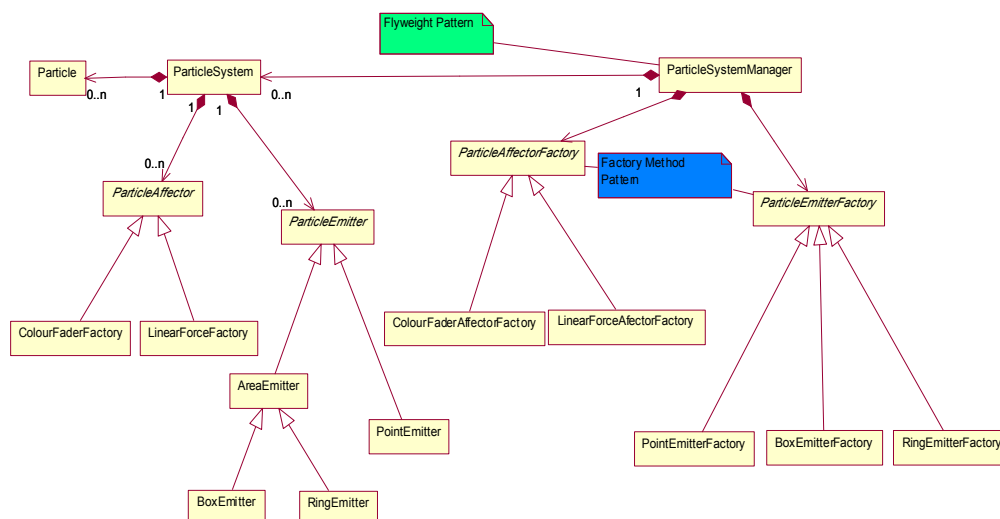 Flyweight Pattern
Particle
ParticleSystem
ParticleSystemManager
0..n
1
0..n
1
1
1
ParticleAffectorFactory
Factory Method
Pattern
0..n
ParticleAffector
ParticleEmitterFactory
0..n
ParticleEmitter
ColourFaderFactory
LinearForceFactory
ColourFaderAffectorFactory
LinearForceAfectorFactory
AreaEmitter
PointEmitter
PointEmitterFactory
BoxEmitterFactory
RingEmitterFactory
BoxEmitter
RingEmitter